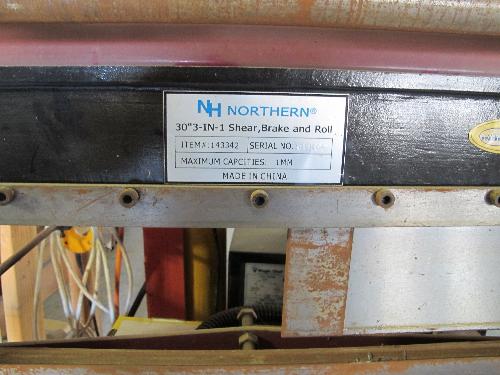 NH NORTHERN®
30"3-IN-1 Shear,Brake and Roll
ITEM#:143342 SERIAL NO.
MAXIMUM CAPCITIES: 1MM
MADE IN CHINA